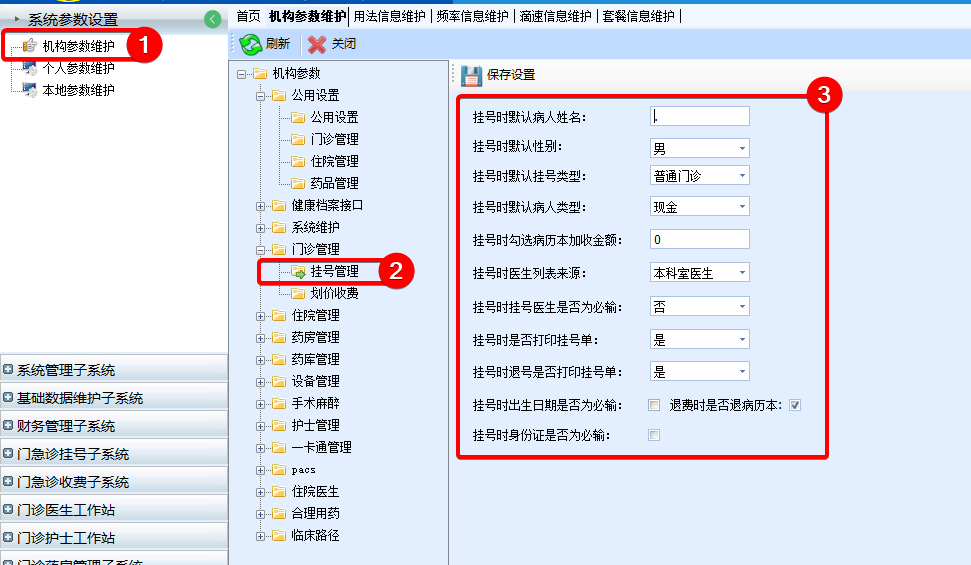 系统参数设置
机构参数维护
1
个人参数维护
本地参数维护
系统管理子系统
基础数据维护子系统
财务管理子系统
门急诊挂号子系统
门急诊收费子系统
门诊医生工作站
门诊护士工作站
门诊药房管理子系统
首页 机构参数维护 用法信息维护 频率信息维护 滴速信息维护 套餐信息维护
刷新 关闭
机构参数
公用设置
公用设置
门诊管理
住院管理
药品管理
健康档案接口
系统维护
门诊管理
挂号管理
2
划价收费
住院管理
药房管理
药库管理
设备管理
手术麻醉
护士管理
一卡通管理
pacs
住院医生
合理用药
临床路径
保存设置
3
挂号时默认病人姓名: .
挂号时默认性别: 男
挂号时默认挂号类型: 普通门诊
挂号时默认病人类型: 现金
挂号时勾选病历本加收金额: 0
挂号时医生列表来源: 本科室医生
挂号时挂号医生是否为必输: 否
挂号时是否打印挂号单: 是
挂号时退号是否打印挂号单: 是
挂号时出生日期是否为必输: 退费时是否退病历本:
挂号时身份证是否为必输: